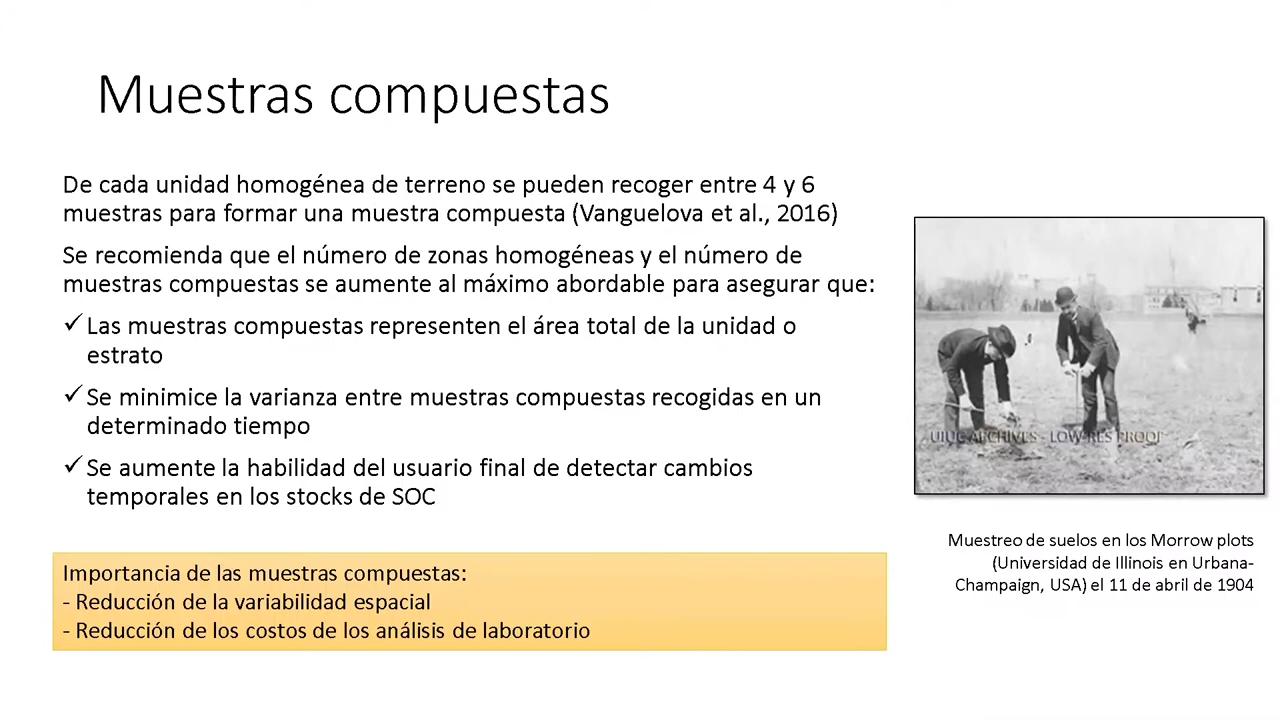 Muestras compuestas
De cada unidad homogénea de terreno se pueden recoger entre 4 y 6
muestras para formar una muestra compuesta (Vanguelova et al., 2016)
Se recomienda que el número de zonas homogéneas y el número de
muestras compuestas se aumente al máximo abordable para asegurar que:
✓Las muestras compuestas representen el área total de la unidad o
estrato
✓Se minimice la varianza entre muestras compuestas recogidas en un
determinado tiempo
✓Se aumente la habilidad del usuario final de detectar cambios
temporales en los stocks de SOC
Importancia de las muestras compuestas:
- Reducción de la variabilidad espacial
- Reducción de los costos de los análisis de laboratorio
UIUC ARCHIVES - LOW RES PROOF
Muestreo de suelos en los Morrow plots
(Universidad de Illinois en Urbana-
Champaign, USA) el 11 de abril de 1904